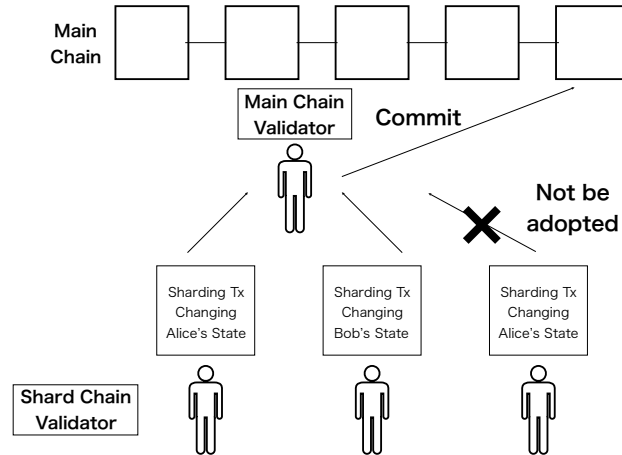 Main
Chain
Main Chain
Validator
Commit
Not be
adopted
Sharding Tx
Changing
Alice's State
Sharding Tx
Changing
Bob's State
Sharding Tx
Changing
Alice's State
Shard Chain
Validator